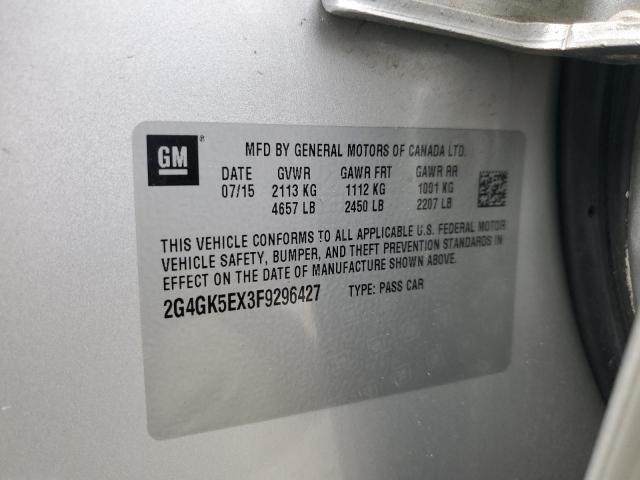 GM
MFD BY GENERAL MOTORS OF CANADA LTD.
DATE GVWR GAWR FRT GAWR RR
07/15 2113 KG 1112 KG 1001 KG
4657 LB 2450 LB 2207 LB
THIS VEHICLE CONFORMS TO ALL APPLICABLE U.S. FEDERAL MOTOR
VEHICLE SAFETY, BUMPER, AND THEFT PREVENTION STANDARDS IN
EFFECT ON THE DATE OF MANUFACTURE SHOWN ABOVE.
2G4GK5EX3F9296427 TYPE: PASS CAR